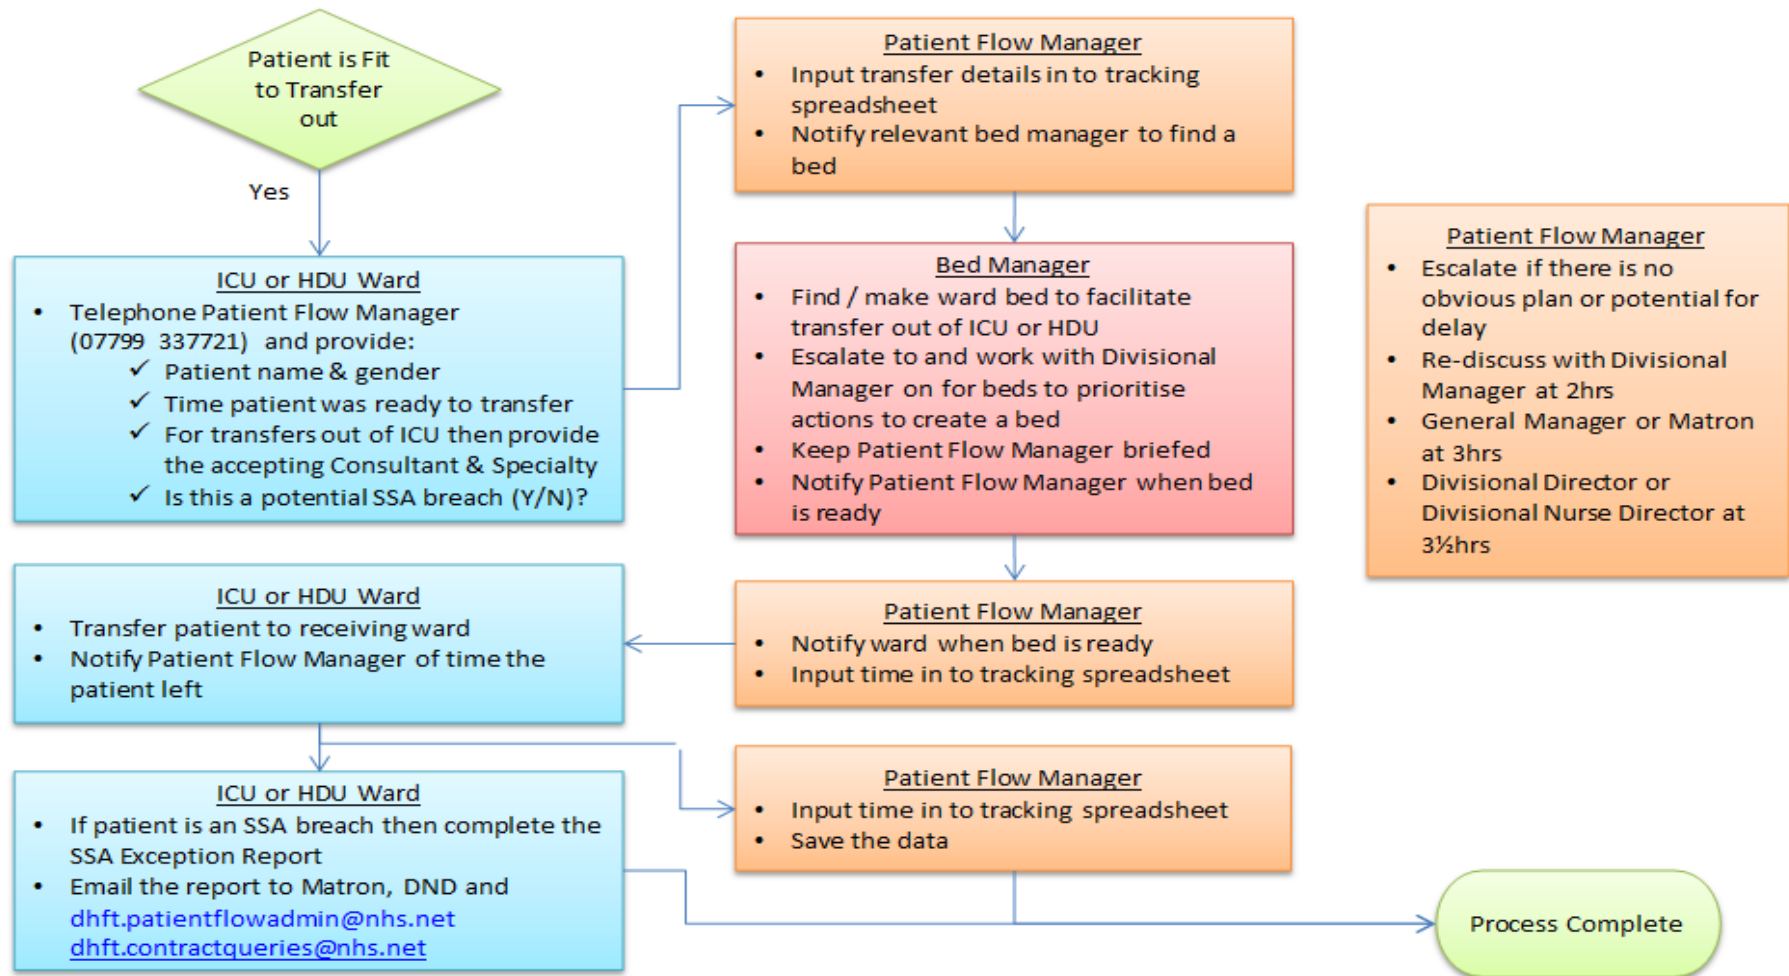 Patient is Fit
to Transfer
out
Yes
ICU or HDU Ward
• Telephone Patient Flow Manager
(07799 337721) and provide:
✓ Patient name & gender
✓ Time patient was ready to transfer
✓ For transfers out of ICU then provide
the accepting Consultant & Specialty
✓ Is this a potential SSA breach (Y/N)?
Patient Flow Manager
• Input transfer details in to tracking
spreadsheet
• Notify relevant bed manager to find a
bed
Bed Manager
• Find / make ward bed to facilitate
transfer out of ICU or HDU
• Escalate to and work with Divisional
Manager on for beds to prioritise
actions to create a bed
• Keep Patient Flow Manager briefed
• Notify Patient Flow Manager when bed
is ready
Patient Flow Manager
• Escalate if there is no
obvious plan or potential for
delay
• Re-discuss with Divisional
Manager at 2hrs
• General Manager or Matron
at 3hrs
• Divisional Director or
Divisional Nurse Director at
3½hrs
Patient Flow Manager
• Notify ward when bed is ready
• Input time in to tracking spreadsheet
ICU or HDU Ward
• Transfer patient to receiving ward
• Notify Patient Flow Manager of time the
patient left
ICU or HDU Ward
• If patient is an SSA breach then complete the
SSA Exception Report
• Email the report to Matron, DND and
dhft.patientflowadmin@nhs.net
dhft.contractqueries@nhs.net
Patient Flow Manager
• Input time in to tracking spreadsheet
• Save the data
Process Complete